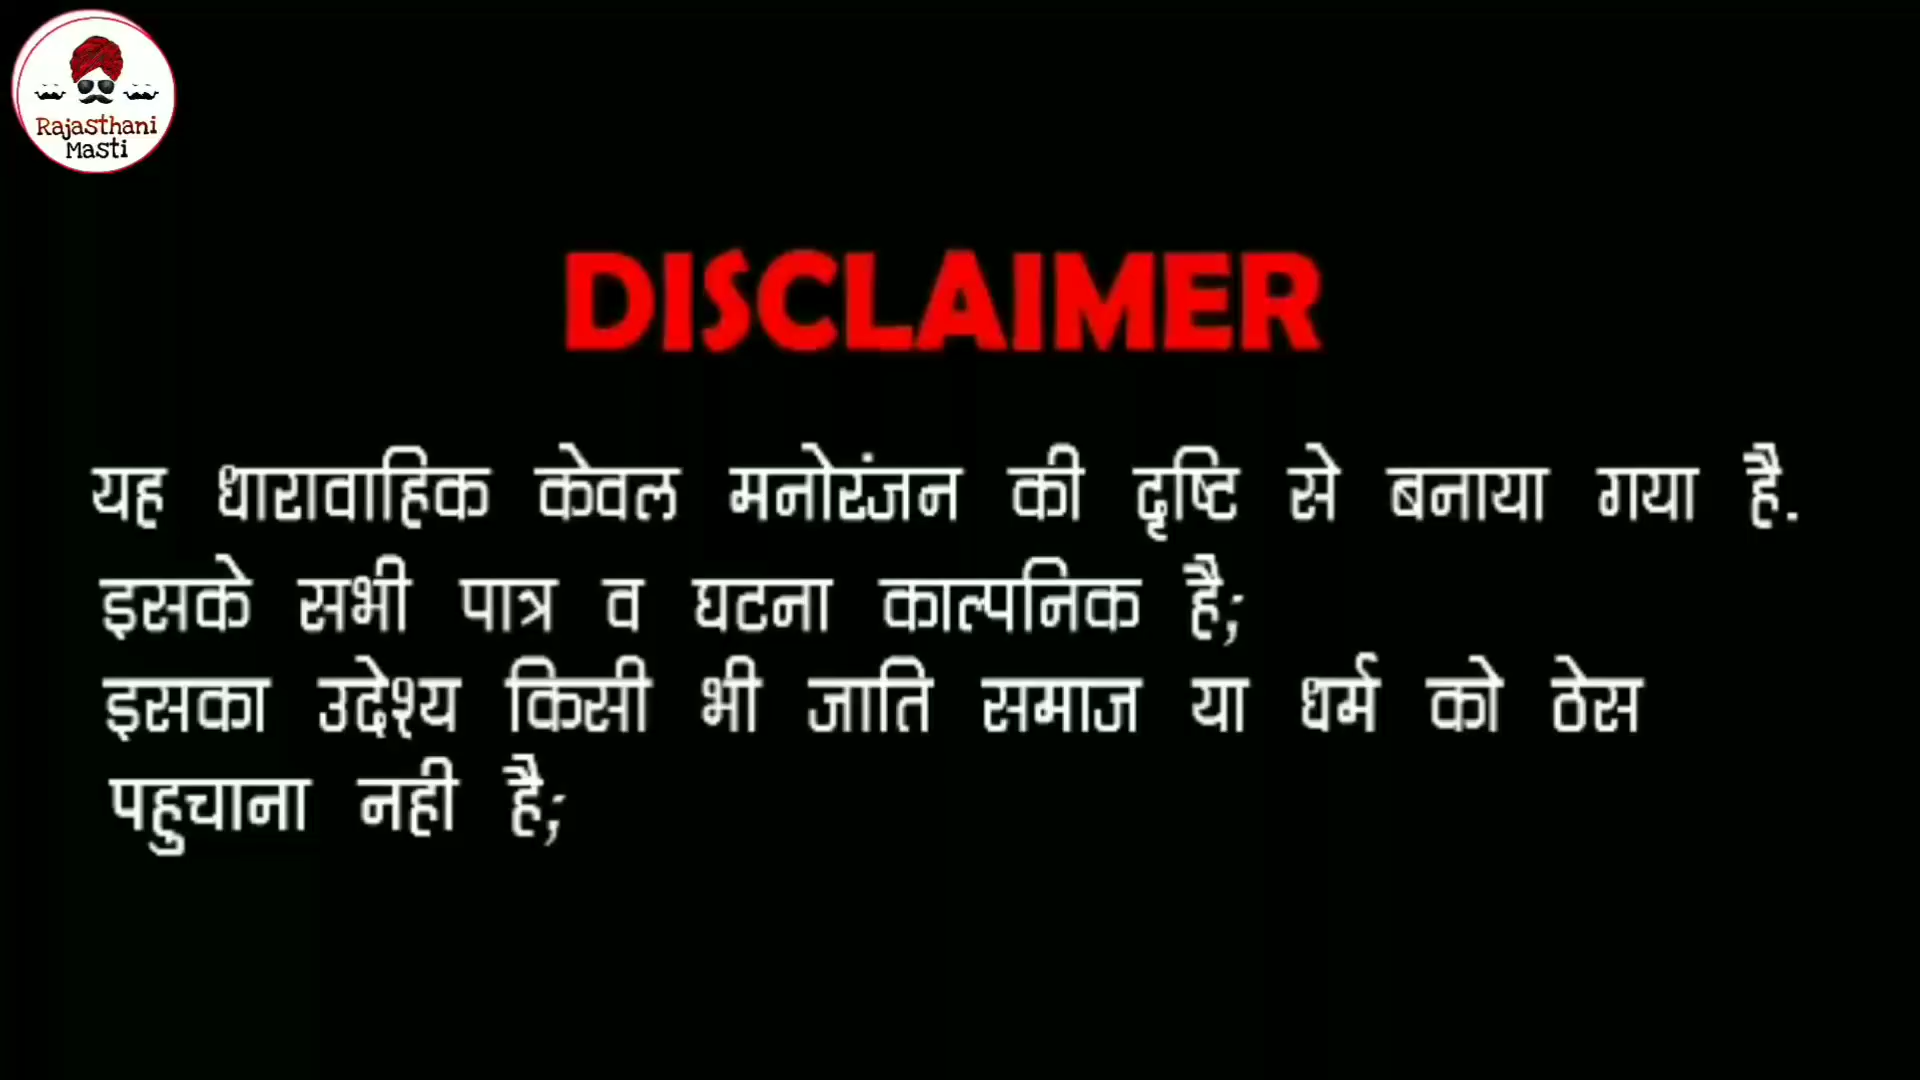 Rajasthani
Masti
DISCLAIMER
यह धारावाहिक केवल मनोरंजन की दृष्टि से बनाया गया है.
इसके सभी पात्र व घटना काल्पनिक है;
इसका उदेश्य किसी भी जाति समाज या धर्म को ठेस
पहुचाना नही है;